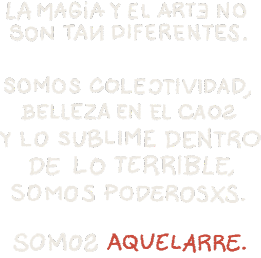 LA MAGÍA Y EL ARTE NO
SON TAN DIFERENTES.
SOMOS COLECTIVIDAD,
BELLEZA EN EL CAOS
Y LO SUBLIME DENTRO
DE LO TERRIBLE,
SOMOS PODEROSXS.
SOMOS AQUELARRE.